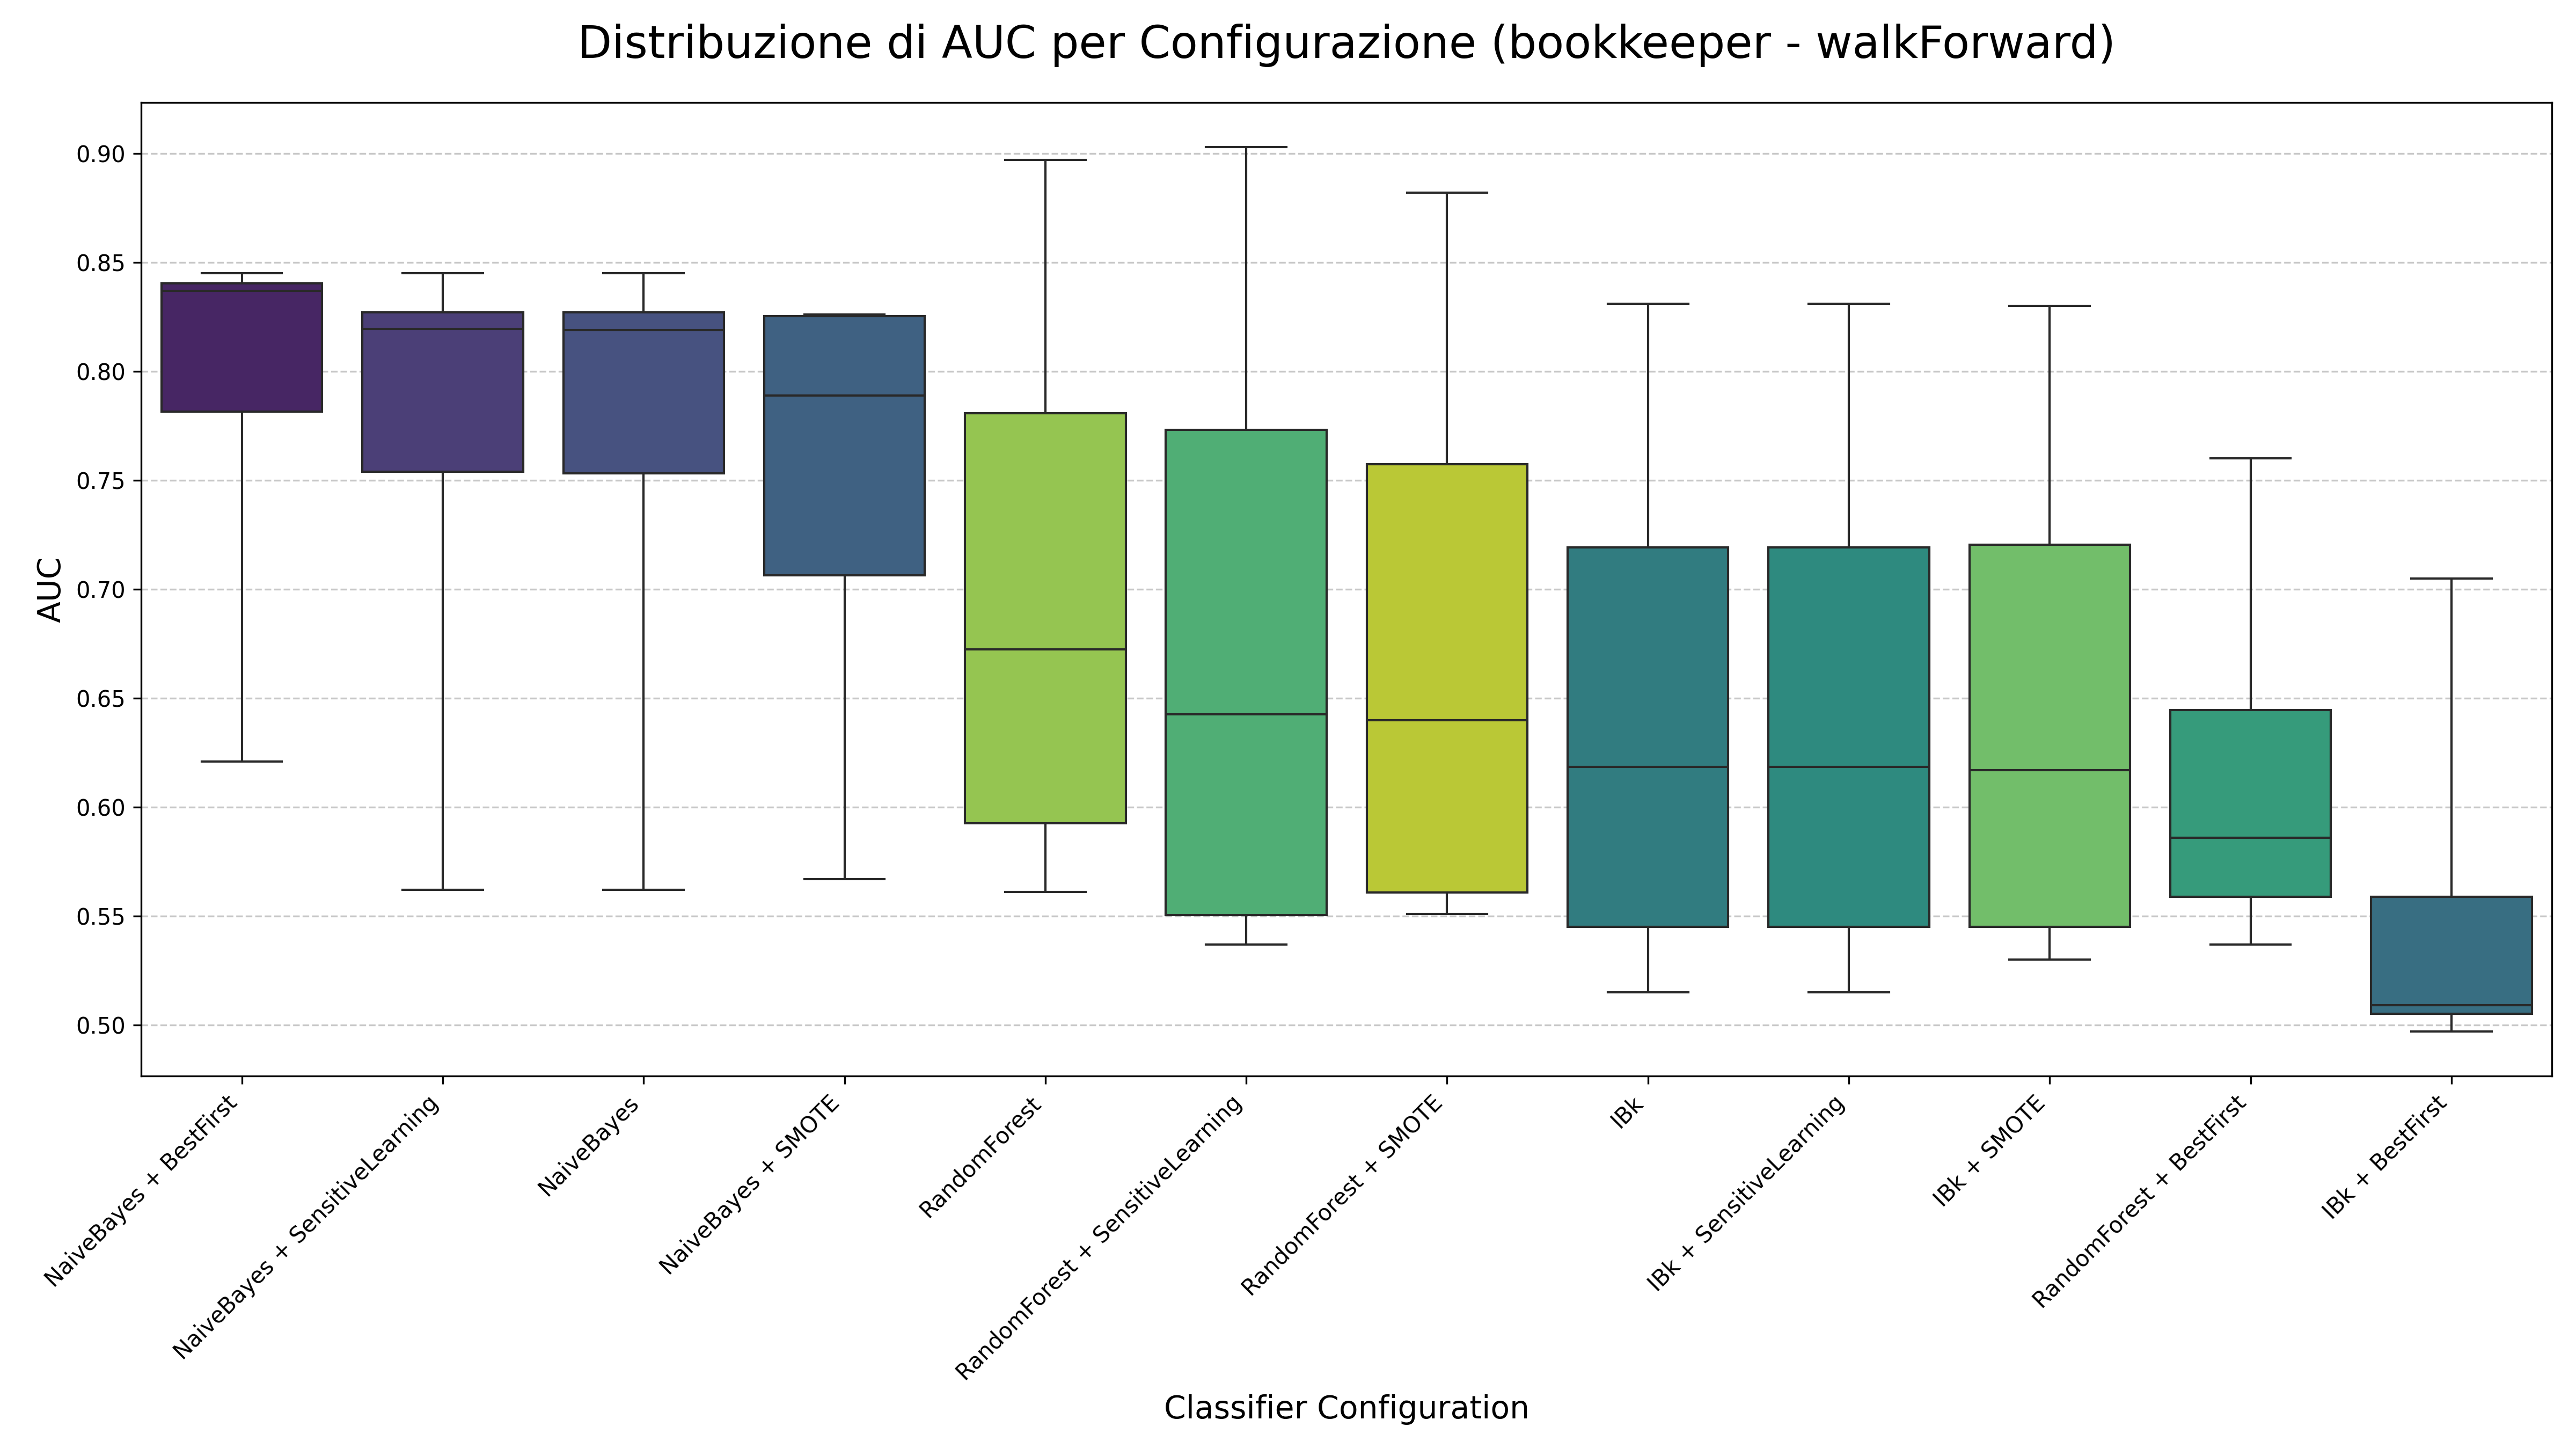 Distribuzione di AUC per Configurazione (bookkeeper - walkForward)
AUC
0.90
0.85
0.80
0.75
0.70
0.65
0.60
0.55
0.50
NaiveBayes + BestFirst
NaiveBayes + SensitiveLearning
NaiveBayes
NaiveBayes + SMOTE
RandomForest
RandomForest + SensitiveLearning
RandomForest + SMOTE
IBk
IBk + SensitiveLearning
IBk + SMOTE
RandomForest + BestFirst
IBk + BestFirst
Classifier Configuration